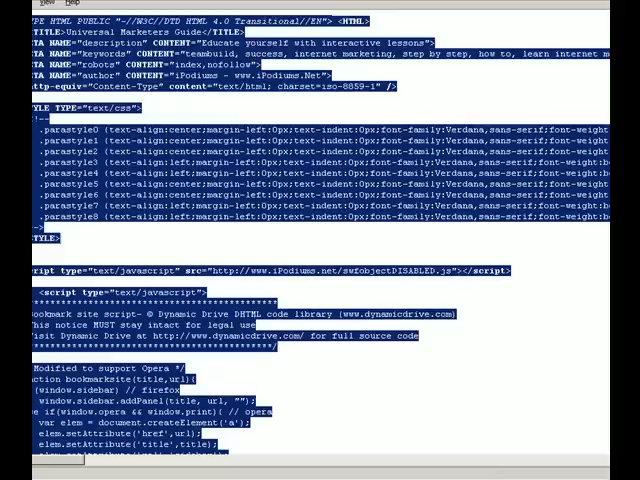 View Help
YPE HTML PUBLIC "-//W3C//DTD HTML 4.0 Transitional//EN"> <HTML>
TITLE>Universal Marketers Guide</TITLE>
TA NAME="description" CONTENT="Educate yourself with interactive lessons">
TA NAME="keywords" CONTENT="teambuild, success, internet marketing, step by step, how to, learn internet m
TA NAME="robots" CONTENT="index,nofollow">
TA NAME="author" CONTENT="iPodiums - www.iPodiums.Net">
http-equiv="Content-Type" content="text/html; charset=iso-8859-1" />
YLE TYPE="text/css">
!--
.parastyle0 {text-align:center;margin-left:0px;text-indent:0px;font-family:Verdana,sans-serif;font-weight
.parastyle1 {text-align:center;margin-left:0px;text-indent:0px;font-family:Verdana,sans-serif;font-weight
.parastyle2 {text-align:center;margin-left:0px;text-indent:0px;font-family:Verdana,sans-serif;font-weight
.parastyle3 {text-align:left;margin-left:0px;text-indent:0px;font-family:Verdana,sans-serif;font-weight:b
.parastyle4 {text-align:left;margin-left:0px;text-indent:0px;font-family:Verdana,sans-serif;font-weight:b
.parastyle5 {text-align:center;margin-left:0px;text-indent:0px;font-family:Verdana,sans-serif;font-weight
.parastyle6 {text-align:center;margin-left:0px;text-indent:0px;font-family:Verdana,sans-serif;font-weight
.parastyle7 {text-align:left;margin-left:0px;text-indent:0px;font-family:Verdana,sans-serif;font-weight:b
.parastyle8 {text-align:left;margin-left:0px;text-indent:0px;font-family:Verdana,sans-serif;font-weight:b
->
STYLE>
cript type="text/javascript" src="http://www.iPodiums.net/swfobjectDISABLED.js"></script>
<script type="text/javascript">
***********************************************
Bookmark site script- © Dynamic Drive DHTML code library (www.dynamicdrive.com)
This notice MUST stay intact for legal use
Visit Dynamic Drive at http://www.dynamicdrive.com/ for full source code
***********************************************/
Modified to support Opera */
nction bookmarksite(title,url){
(window.sidebar) // firefox
window.sidebar.addPanel(title, url, "");
se if(window.opera && window.print){ // opera
var elem = document.createElement('a');
elem.setAttribute('href',url);
elem.setAttribute('title',title);